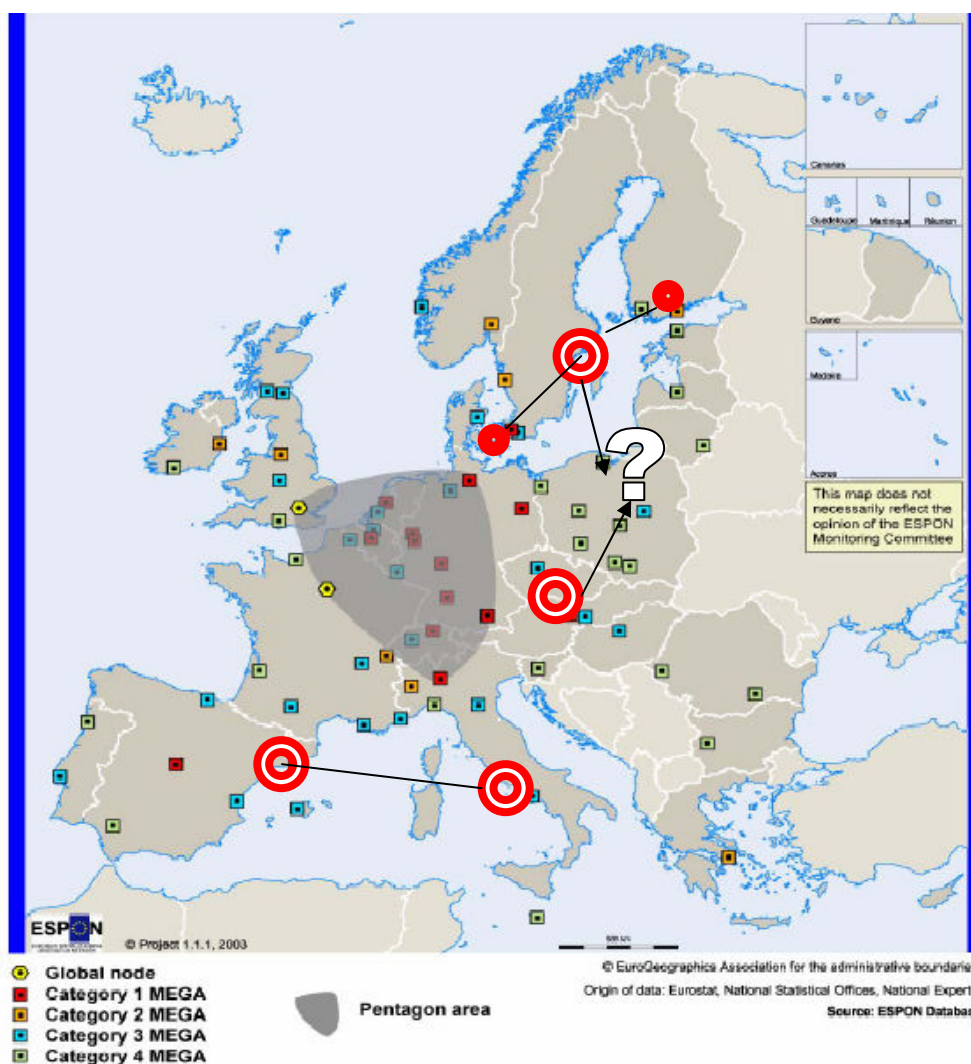 Canarias
Guadeloupe
Martinique
Réunion
Guyane
Madeira
Acores
This map does not
necessarily reflect the
opinion of the ESPON
Monitoring Committee
?
ESPON
© Project 1.1.1, 2003
© EuroGeographics Association for the administrative boundarie
Origin of data: Eurostat, National Statistical Offices, National Expert
Source: ESPON Databas
Global node
Category 1 MEGA
Category 2 MEGA
Category 3 MEGA
Category 4 MEGA
Pentagon area